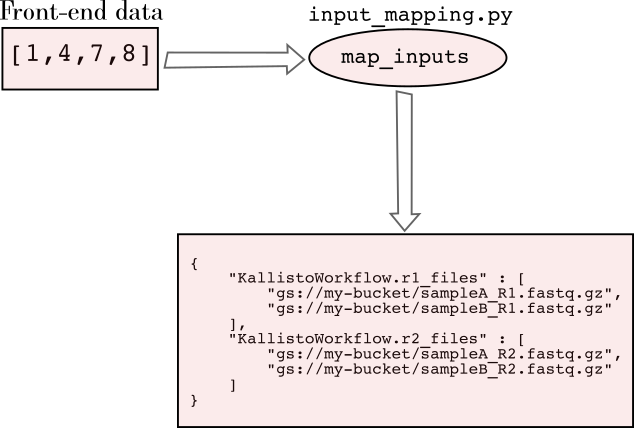 Front-end data
[1,4,7,8]
input_mapping.py
map_inputs
{
    "KallistoWorkflow.r1_files" : [
        "gs://my-bucket/sampleA_R1.fastq.gz",
        "gs://my-bucket/sampleB_R1.fastq.gz"
    ],
    "KallistoWorkflow.r2_files" : [
        "gs://my-bucket/sampleA_R2.fastq.gz",
        "gs://my-bucket/sampleB_R2.fastq.gz"
    ]
}